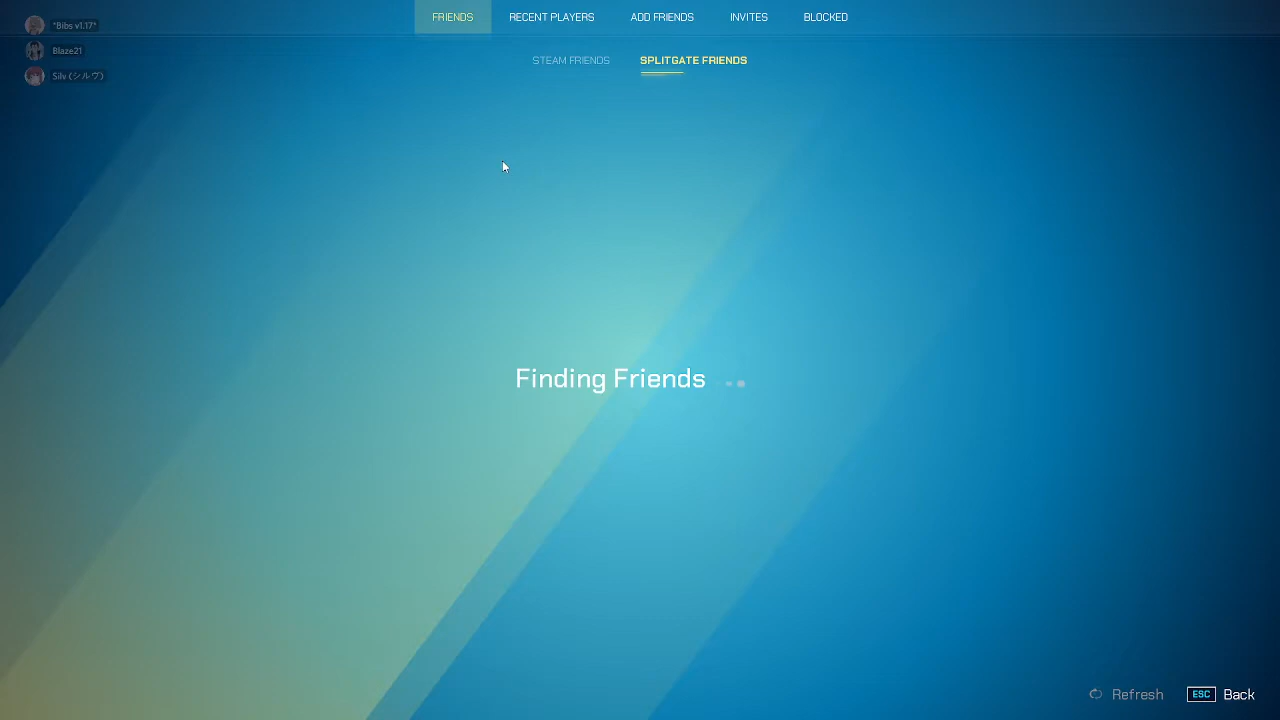 FRIENDS RECENT PLAYERS ADD FRIENDS INVITES BLOCKED
*Bibs v1.17*
Blaze21
STEAM FRIENDS SPLITGATE FRIENDS
Silv (シルヴ)
Finding Friends
Refresh ESC Back